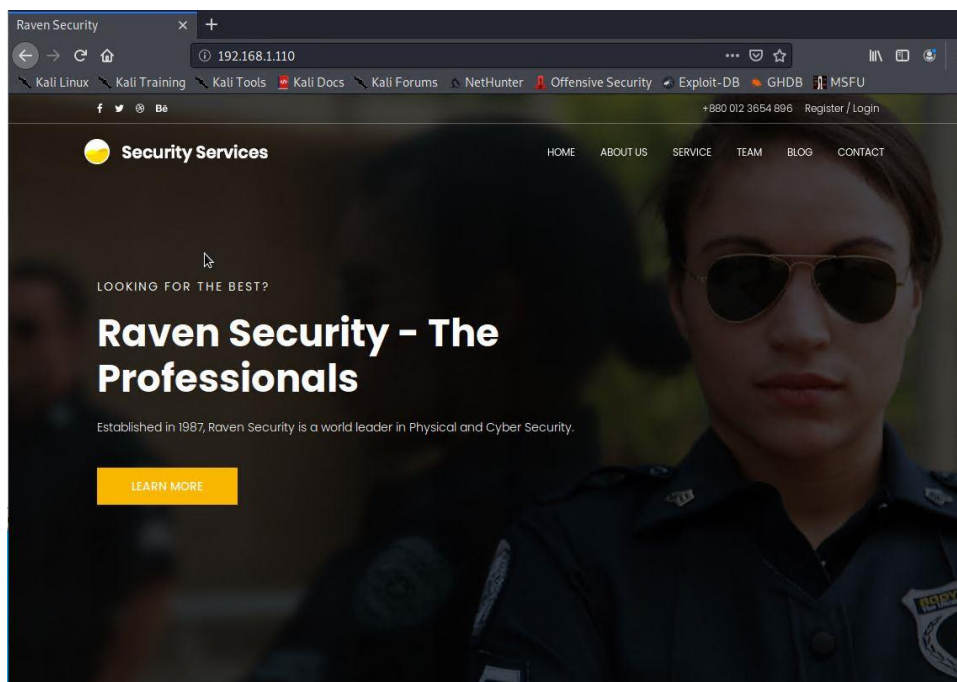 Raven Security
192.168.1.110
Kali Linux Kali Training Kali Tools Kali Docs Kali Forums NetHunter Offensive Security Exploit-DB GHDB MSFU
Bē +880 012 3654 896 Register / Login
Security Services HOME ABOUT US SERVICE TEAM BLOG CONTACT
LOOKING FOR THE BEST?
Raven Security - The
Professionals
Established in 1987, Raven Security is a world leader in Physical and Cyber Security.
LEARN MORE